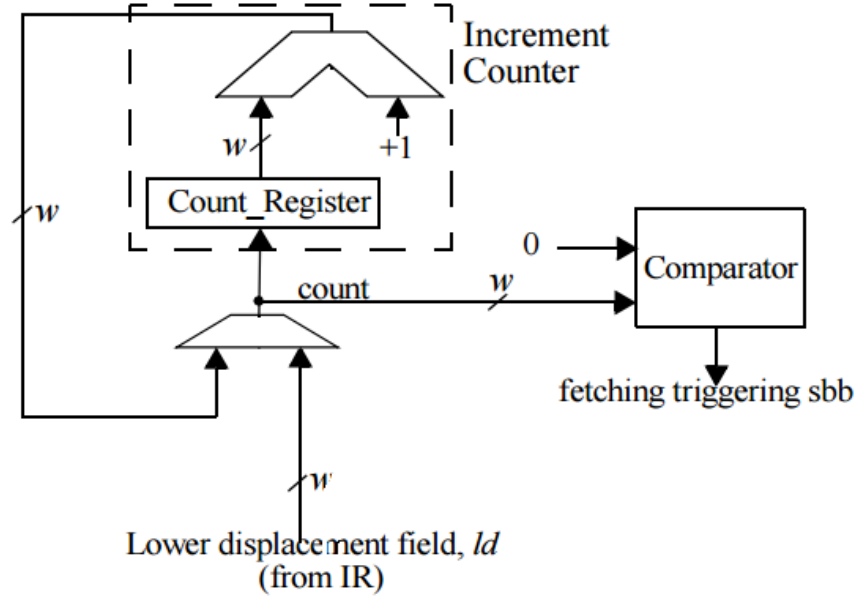 Increment
Counter
w
+1
w
Count_Register
0
Comparator
count
w
fetching triggering sbb
w
Lower displacement field, ld
(from IR)